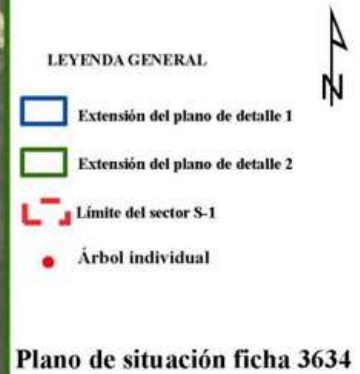 N
LEYENDA GENERAL
Extensión del plano de detalle 1
Extensión del plano de detalle 2
Límite del sector S-1
Árbol individual
Plano de situación ficha 3634